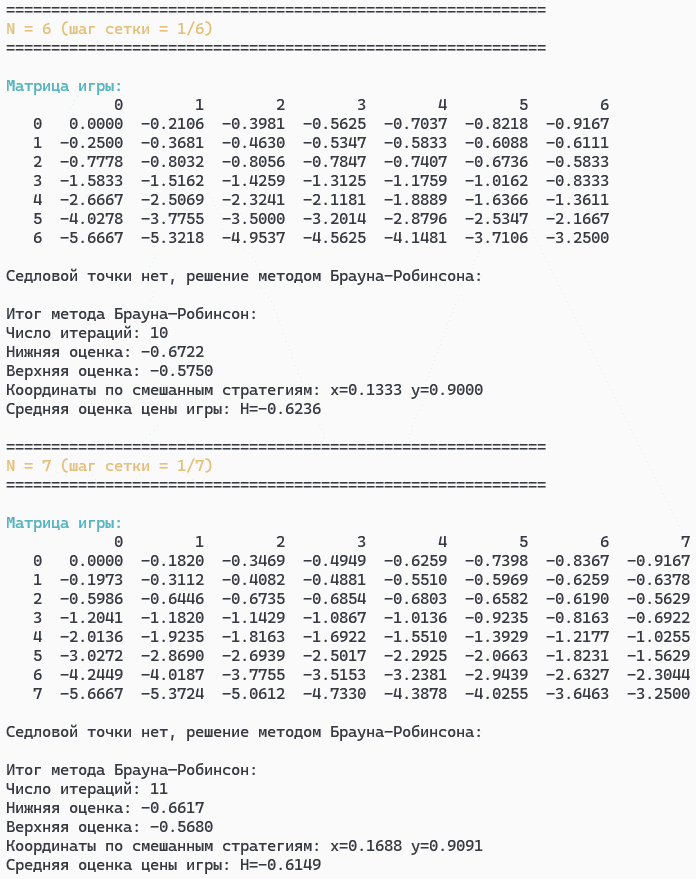 ============================================================
N = 6 (шаг сетки = 1/6)
============================================================
Матрица игры:
0 1 2 3 4 5 6
0 0.0000 -0.2106 -0.3981 -0.5625 -0.7037 -0.8218 -0.9167
1 -0.2500 -0.3681 -0.4630 -0.5347 -0.5833 -0.6088 -0.6111
2 -0.7778 -0.8032 -0.8056 -0.7847 -0.7407 -0.6736 -0.5833
3 -1.5833 -1.5162 -1.4259 -1.3125 -1.1759 -1.0162 -0.8333
4 -2.6667 -2.5069 -2.3241 -2.1181 -1.8889 -1.6366 -1.3611
5 -4.0278 -3.7755 -3.5000 -3.2014 -2.8796 -2.5347 -2.1667
6 -5.6667 -5.3218 -4.9537 -4.5625 -4.1481 -3.7106 -3.2500
Седловой точки нет, решение методом Брауна-Робинсона:
Итог метода Брауна-Робинсон:
Число итераций: 10
Нижняя оценка: -0.6722
Верхняя оценка: -0.5750
Координаты по смешанным стратегиям: x=0.1333 y=0.9000
Средняя оценка цены игры: H=-0.6236
============================================================
N = 7 (шаг сетки = 1/7)
============================================================
Матрица игры:
0 1 2 3 4 5 6 7
0 0.0000 -0.1820 -0.3469 -0.4949 -0.6259 -0.7398 -0.8367 -0.9167
1 -0.1973 -0.3112 -0.4082 -0.4881 -0.5510 -0.5969 -0.6259 -0.6378
2 -0.5986 -0.6446 -0.6735 -0.6854 -0.6803 -0.6582 -0.6190 -0.5629
3 -1.2041 -1.1820 -1.1429 -1.0867 -1.0136 -0.9235 -0.8163 -0.6922
4 -2.0136 -1.9235 -1.8163 -1.6922 -1.5510 -1.3929 -1.2177 -1.0255
5 -3.0272 -2.8690 -2.6939 -2.5017 -2.2925 -2.0663 -1.8231 -1.5629
6 -4.2449 -4.0187 -3.7755 -3.5153 -3.2381 -2.9439 -2.6327 -2.3044
7 -5.6667 -5.3724 -5.0612 -4.7330 -4.3878 -4.0255 -3.6463 -3.2500
Седловой точки нет, решение методом Брауна-Робинсона:
Итог метода Брауна-Робинсон:
Число итераций: 11
Нижняя оценка: -0.6617
Верхняя оценка: -0.5680
Координаты по смешанным стратегиям: x=0.1688 y=0.9091
Средняя оценка цены игры: H=-0.6149